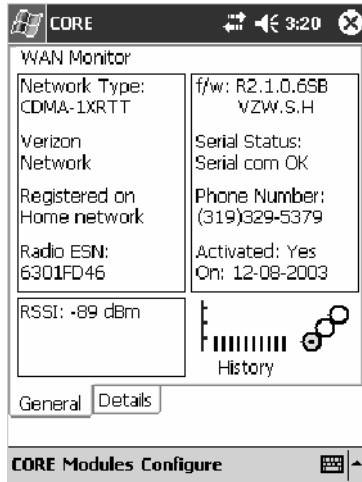 CORE 3:20
WAN Monitor
Network Type:
CDMA-1XRTT
Verizon
Network
Registered on
Home network
Radio ESN:
6301FD46
f/w: R2.1.0.6SB
VZW.S.H
Serial Status:
Serial com OK
Phone Number:
(319)329-5379
Activated: Yes
On: 12-08-2003
RSSI: -89 dBm
History
General Details
CORE Modules Configure